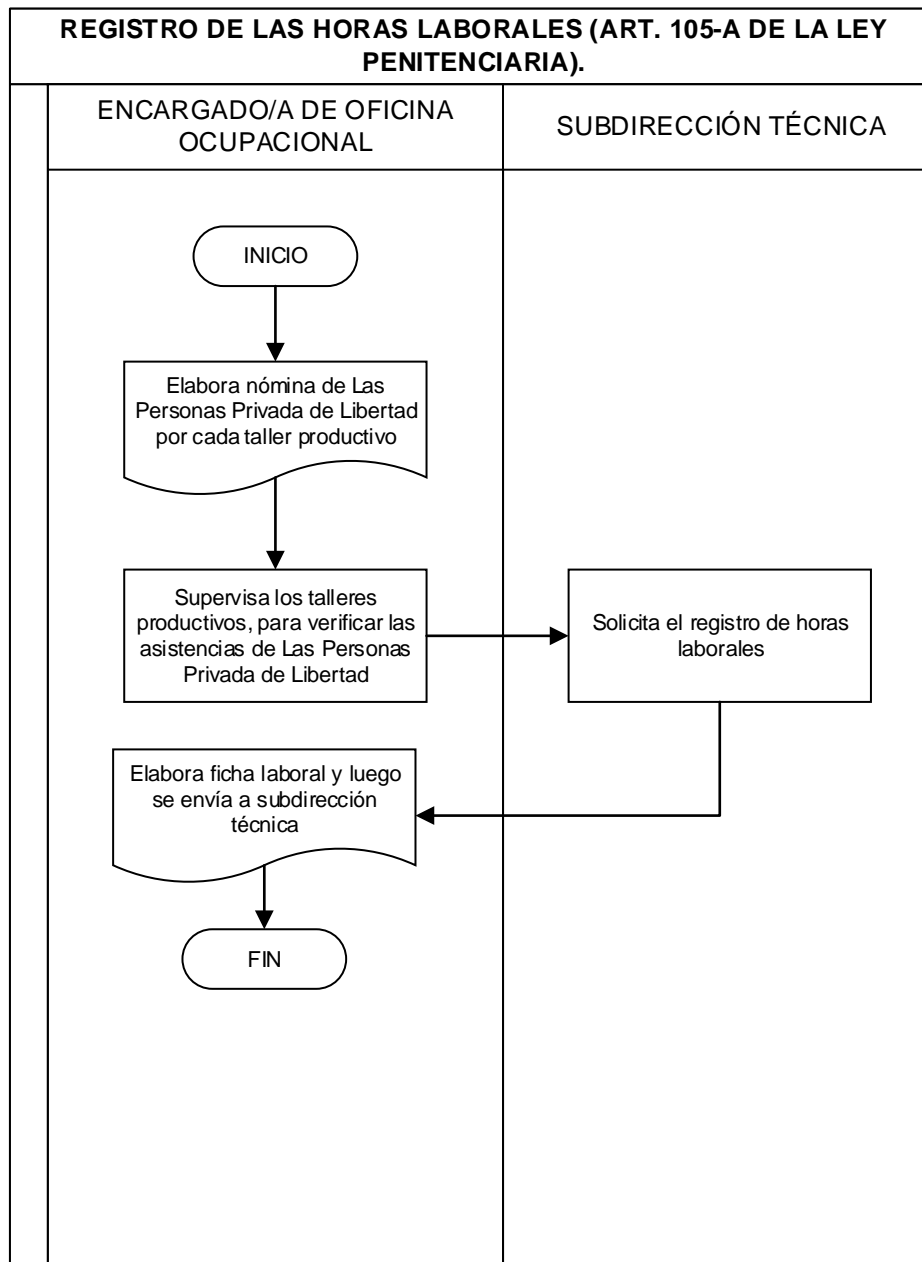 REGISTRO DE LAS HORAS LABORALES (ART. 105-A DE LA LEY
PENITENCIARIA).
ENCARGADO/A DE OFICINA
OCUPACIONAL
SUBDIRECCIÓN TÉCNICA
INICIO
Elabora nómina de Las
Personas Privada de Libertad
por cada taller productivo
Supervisa los talleres
productivos, para verificar las
asistencias de Las Personas
Privada de Libertad
Solicita el registro de horas
laborales
Elabora ficha laboral y luego
se envía a subdirección
técnica
FIN